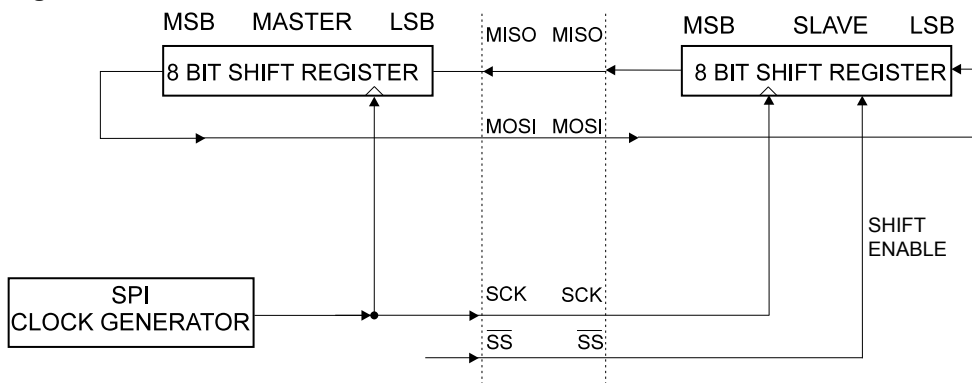 MSB MASTER LSB
MISO MISO
MSB SLAVE LSB
8 BIT SHIFT REGISTER
8 BIT SHIFT REGISTER
MOSI MOSI
SHIFT
ENABLE
SPI
CLOCK GENERATOR
SCK SCK
SS SS